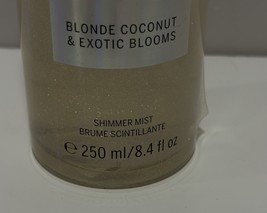 BLONDE COCONUT
& EXOTIC BLOOMS
SHIMMER MIST
BRUME SCINTILLANTE
℮ 250 ml/8.4 fl oz